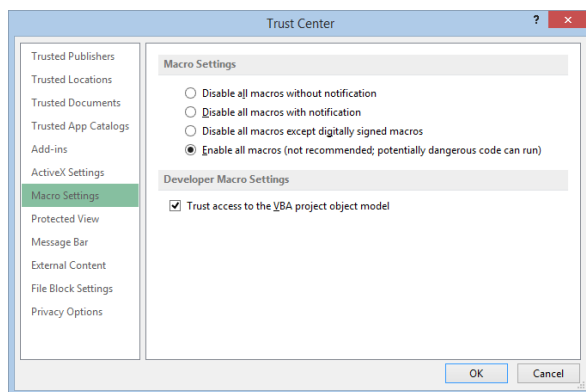 Trust Center
?
Trusted Publishers
Trusted Locations
Trusted Documents
Trusted App Catalogs
Add-ins
ActiveX Settings
Macro Settings
Protected View
Message Bar
External Content
File Block Settings
Privacy Options
Macro Settings
Disable all macros without notification
Disable all macros with notification
Disable all macros except digitally signed macros
Enable all macros (not recommended; potentially dangerous code can run)
Developer Macro Settings
Trust access to the VBA project object model
OK
Cancel